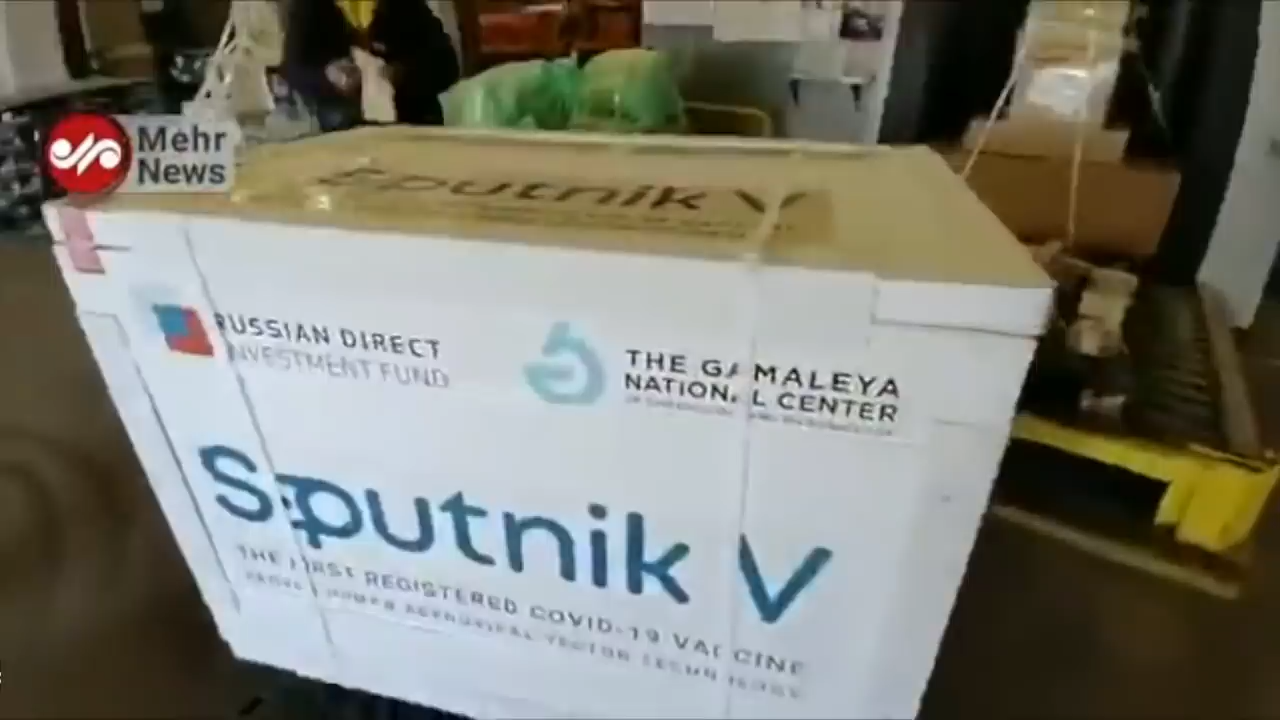 Mehr
News
Sputnik V
RUSSIAN DIRECT
INVESTMENT FUND
THE GAMALEYA
NATIONAL CENTER
Sputnik V
THE FIRST REGISTERED COVID-19 VACCINE